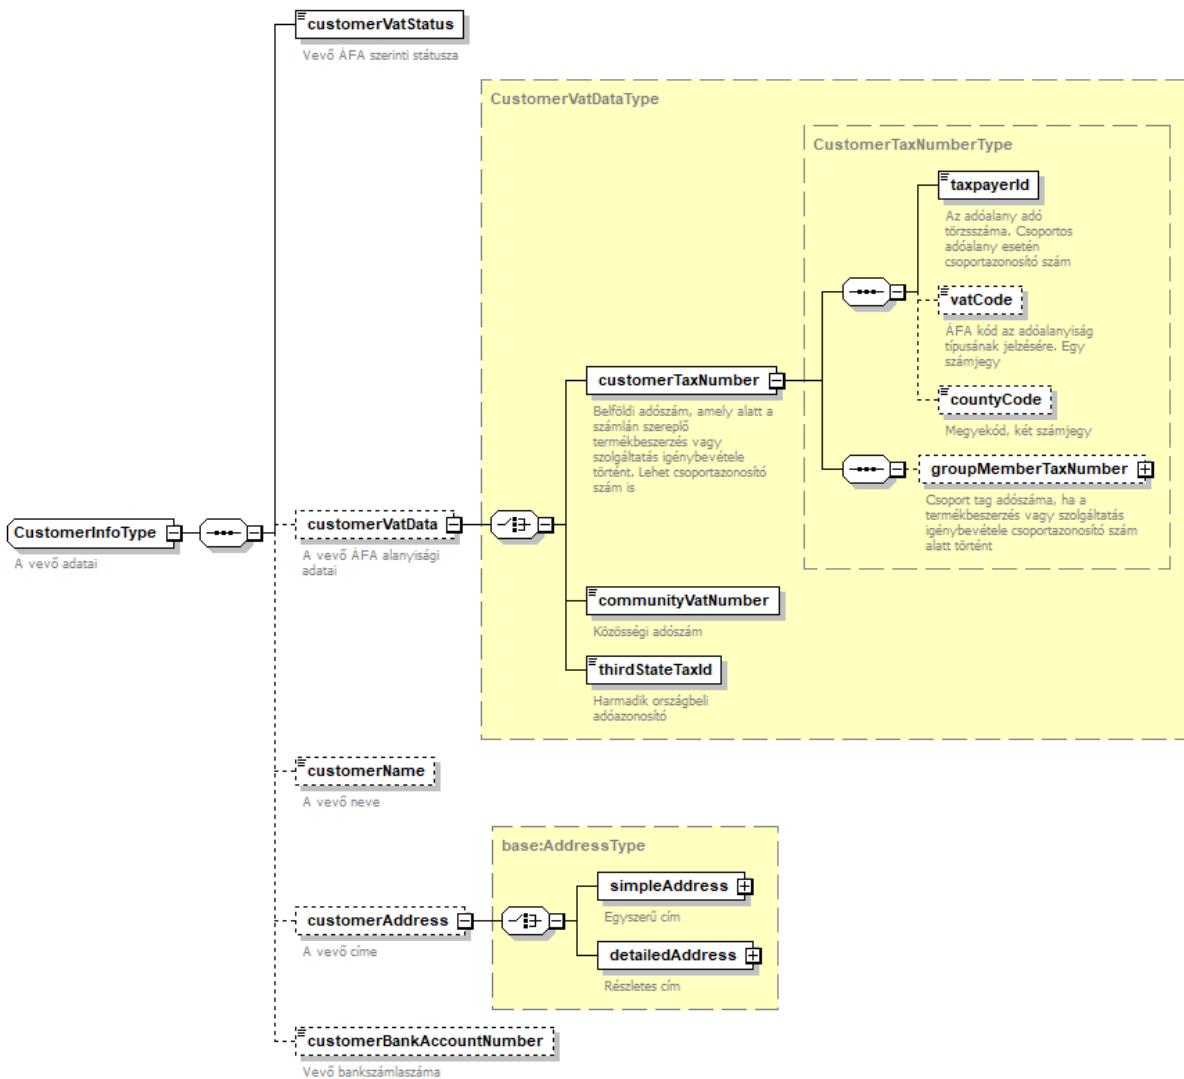 customerVatStatus
Vevő ÁFA szerinti státusza
CustomerVatDataType
CustomerTaxNumberType
taxpayerId
Az adóalany adó
törzsszáma. Csoportos
adóalany esetén
csoportazonosító szám
vatCode
ÁFA kód az adóalanyiság
típusának jelzésére. Egy
számjegy
countyCode
Megyekód, két számjegy
customerTaxNumber
Belföldi adószám, amely alatt a
számlán szereplő
termékbeszerzés vagy
szolgáltatás igénybevétele
történt. Lehet csoportazonosító
szám is
groupMemberTaxNumber
Csoport tag adószáma, ha a
termékbeszerzés vagy szolgáltatás
igénybevétele csoportazonosító szám
alatt történt
CustomerInfoType
A vevő adatai
customerVatData
A vevő ÁFA alanyisági
adatai
communityVatNumber
Közösségi adószám
thirdStateTaxId
Harmadik országbeli
adóazonosító
customerName
A vevő neve
base:AddressType
simpleAddress
Egyszerű cím
customerAddress
A vevő címe
detailedAddress
Részletes cím
customerBankAccountNumber
Vevő bankszámlaszáma